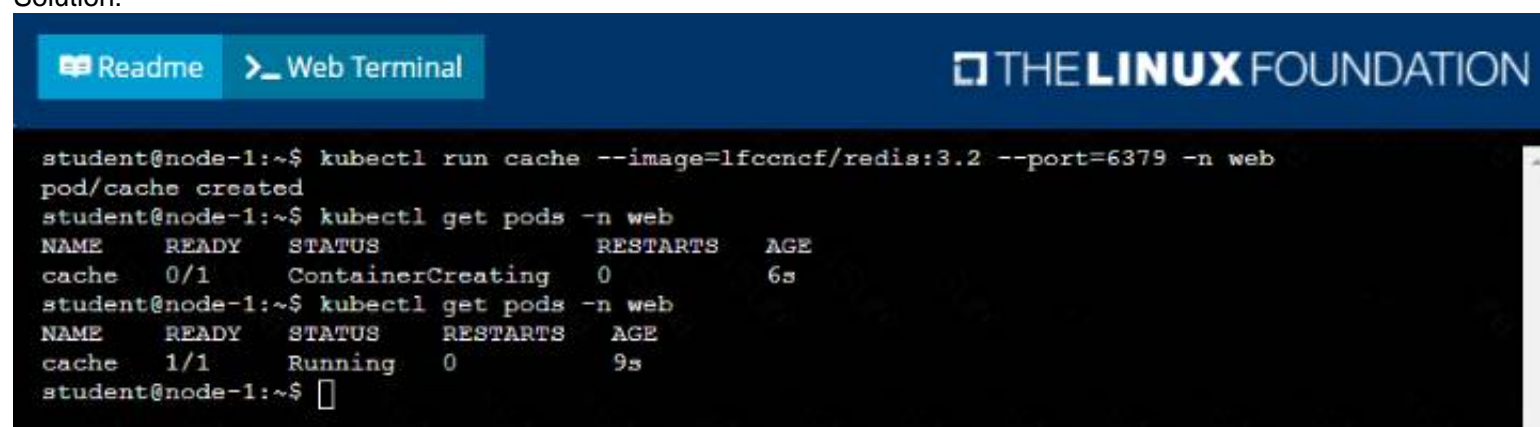 Solution:
Readme >_ Web Terminal THE LINUX FOUNDATION
student@node-1:~$ kubectl run cache --image=lfccncf/redis:3.2 --port=6379 -n web
pod/cache created
student@node-1:~$ kubectl get pods -n web
NAME READY STATUS RESTARTS AGE
cache 0/1 ContainerCreating 0 6s
student@node-1:~$ kubectl get pods -n web
NAME READY STATUS RESTARTS AGE
cache 1/1 Running 0 9s
student@node-1:~$